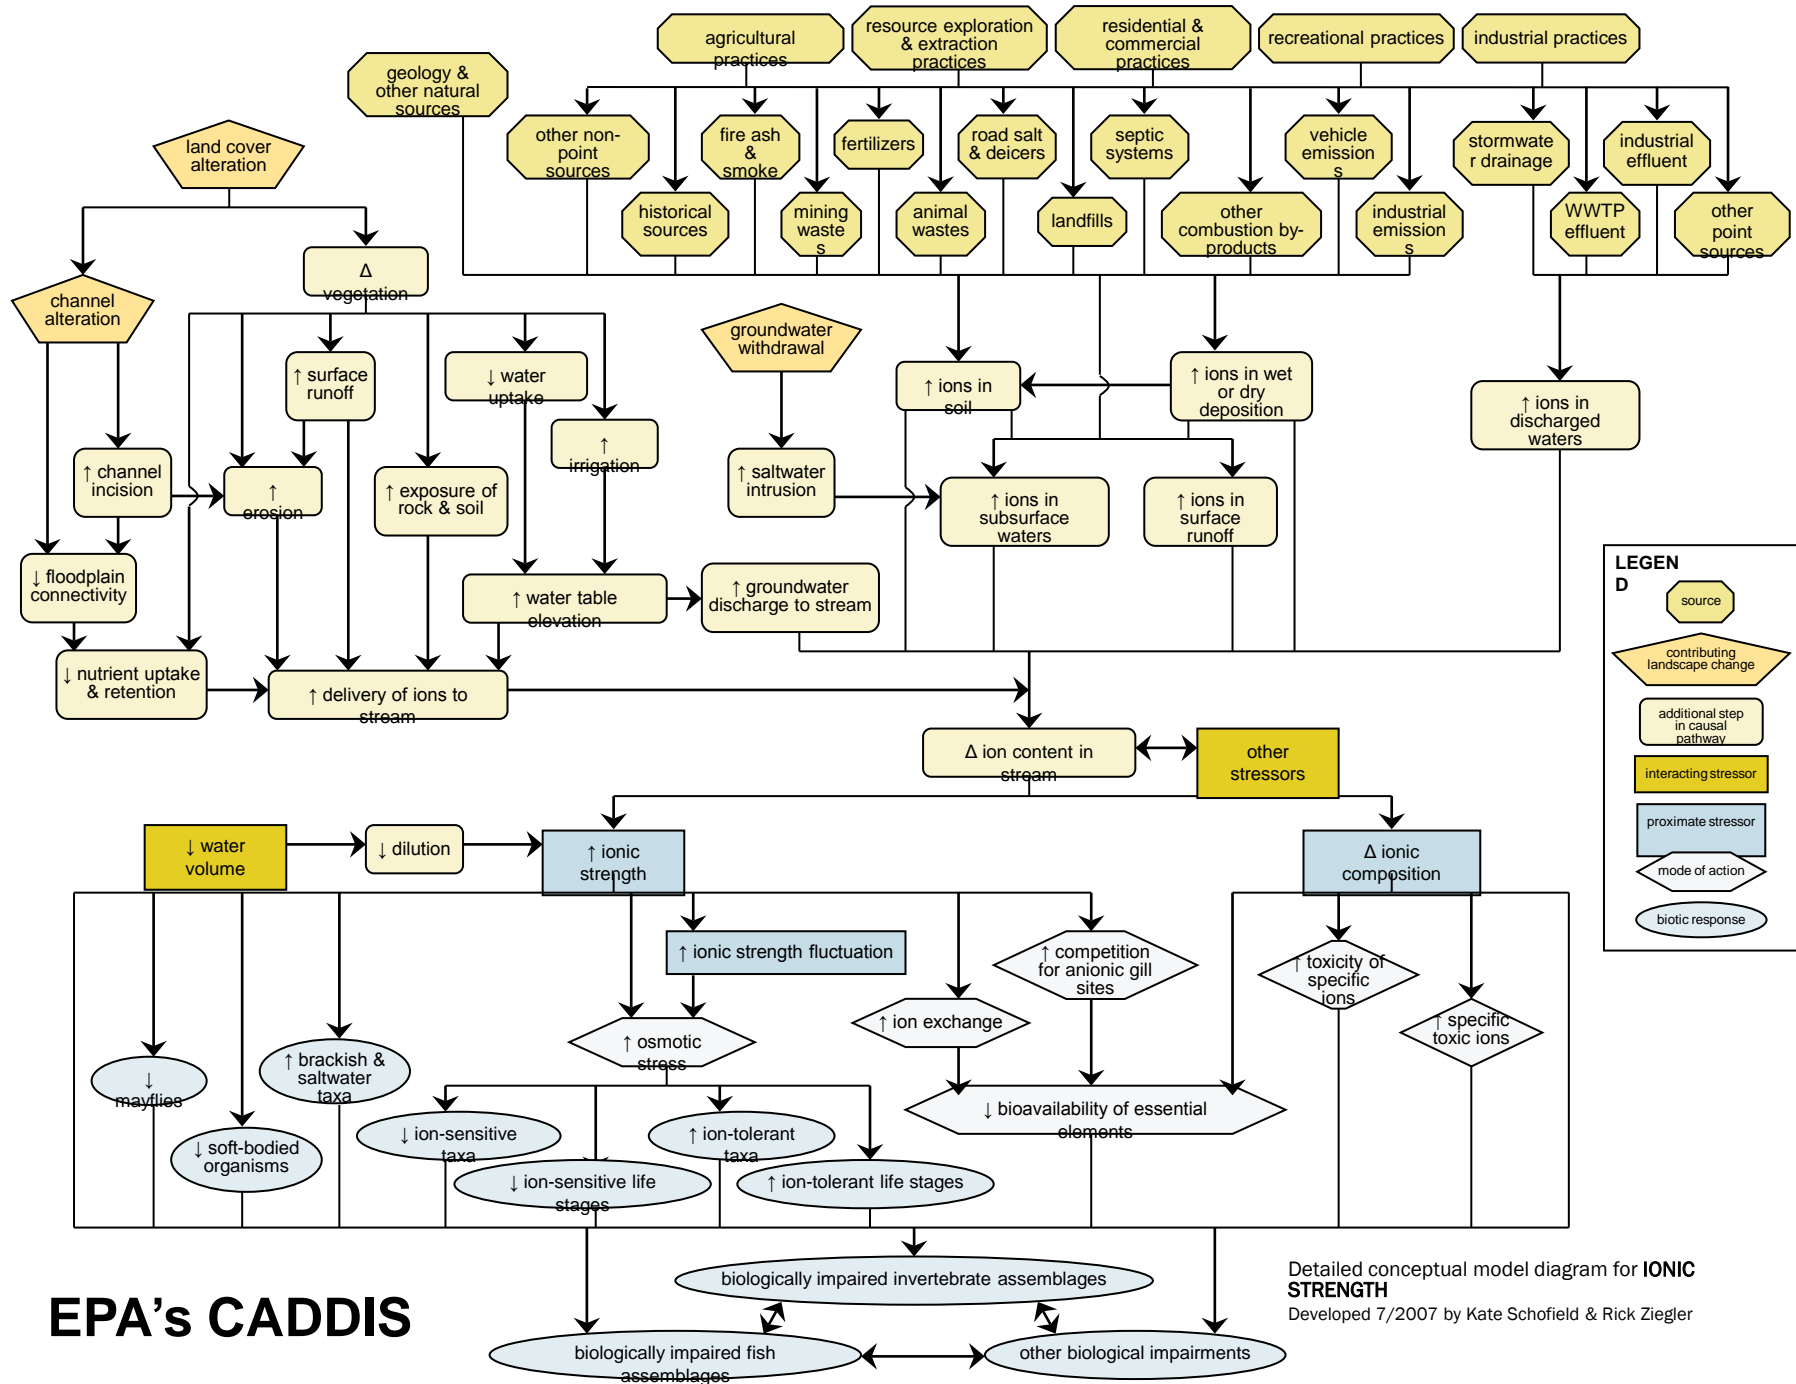 agricultural
practices
resource exploration
& extraction
practices
residential &
commercial
practices
recreational practices
industrial practices
geology &
other natural
sources
other non-
point
sources
fire ash
&
smoke
fertilizers
road salt
& deicers
septic
systems
vehicle
emission
s
stormwate
r drainage
industrial
effluent
land cover
alteration
historical
sources
mining
waste
s
animal
wastes
landfills
other
combustion by-
products
industrial
emission
s
WWTP
effluent
other
point
sources
Δ
vegetation
channel
alteration
groundwater
withdrawal
↑ surface
runoff
↓ water
uptake
↑ ions in
soil
↑ ions in wet
or dry
deposition
↑ ions in
discharged
waters
↑
irrigation
↑ channel
incision
↑
erosion
↑ exposure of
rock & soil
↑ saltwater
intrusion
↑ ions in
subsurface
waters
↑ ions in
surface
runoff
↓ floodplain
connectivity
↑ water table
elevation
↑ groundwater
discharge to stream
↓ nutrient uptake
& retention
↑ delivery of ions to
stream
Δ ion content in
stream
other
stressors
LEGEN
D
source
contributing
landscape change
additional step
in causal
pathway
interacting stressor
proximate stressor
mode of action
biotic response
↓ water
volume
↓ dilution
↑ ionic
strength
Δ ionic
composition
↑ ionic strength fluctuation
↑ competition
for anionic gill
sites
↑ toxicity of
specific
ions
↑ ion exchange
↑ specific
toxic ions
↑ osmotic
stress
↓
mayflies
↑ brackish &
saltwater
taxa
↓ bioavailability of essential
elements
↓ soft-bodied
organisms
↓ ion-sensitive
taxa
↑ ion-tolerant
taxa
↓ ion-sensitive life
stages
↑ ion-tolerant life stages
biologically impaired invertebrate assemblages
biologically impaired fish
assemblages
other biological impairments
EPA's CADDIS
Detailed conceptual model diagram for IONIC
STRENGTH
Developed 7/2007 by Kate Schofield & Rick Ziegler